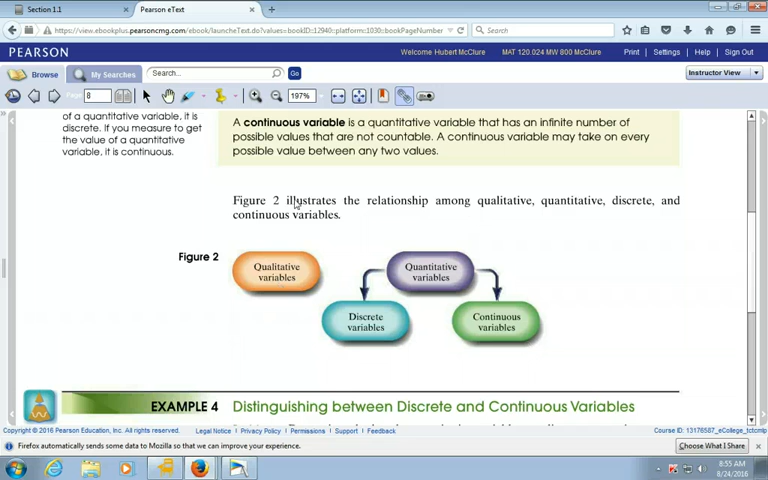 Section 1.1
Pearson eText
https://view.ebookplus.pearsoncmg.com/ebook/launcheText.do?values=bookID::12940::platform::1030::bookPageNumber
Search
PEARSON
Welcome Hubert McClure
MAT 120.024 MW 800 McClure
Print
Settings
Help
Sign Out
Browse
My Searches
Search...
Go
Instructor View
Page
8
197%
of a quantitative variable, it is
discrete. If you measure to get
the value of a quantitative
variable, it is continuous.
A continuous variable is a quantitative variable that has an infinite number of
possible values that are not countable. A continuous variable may take on every
possible value between any two values.
Figure 2 illustrates the relationship among qualitative, quantitative, discrete, and
continuous variables.
Figure 2
Qualitative
variables
Quantitative
variables
Discrete
variables
Continuous
variables
EXAMPLE 4 Distinguishing between Discrete and Continuous Variables
Copyright © 2016 Pearson Education, Inc. All rights reserved.
Legal Notice | Privacy Policy | Permissions | Support | Feedback
Course ID: 13176587_eCollege_tctcmlp
Firefox automatically sends some data to Mozilla so that we can improve your experience.
Choose What I Share
8:55 AM
8/24/2016